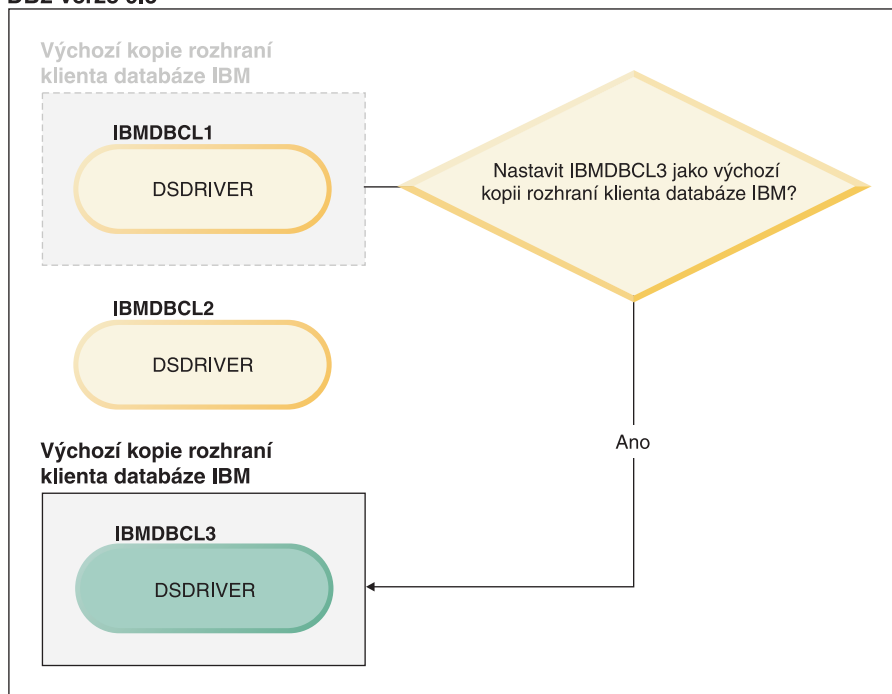 Výchozí kopie rozhraní
klienta databáze IBM
IBMDBCL1
DSDRIVER
Nastavit IBMDBCL3 jako výchozí
kopii rozhraní klienta databáze IBM?
IBMDBCL2
DSDRIVER
Ano
Výchozí kopie rozhraní
klienta databáze IBM
IBMDBCL3
DSDRIVER